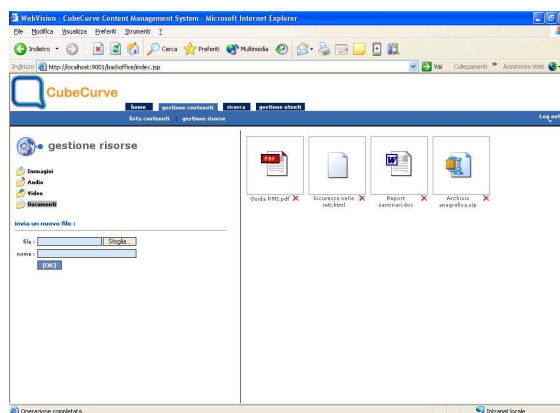 WebVision - CubeCurve Content Management System - Microsoft Internet Explorer
File Modifica Visualizza Preferiti Strumenti ?
Indietro Cerca Preferiti Multimedia
Indirizzo http://localhost:9001/backoffice/index.jsp Vai Collegamenti » Assistente Web
CubeCurve
home gestione contenuti ricerca gestione utenti
lista contenuti | gestione risorse Log out
gestione risorse
Immagini
Audio
Video
Documenti
invia un nuovo file :
file : Sfoglia...
nome :
[OK]
PDF
W
Guida PMI.pdf
Sicurezza nelle reti.html
Report seminari.doc
Archivio anagrafica.zip
Operazione completata Intranet locale